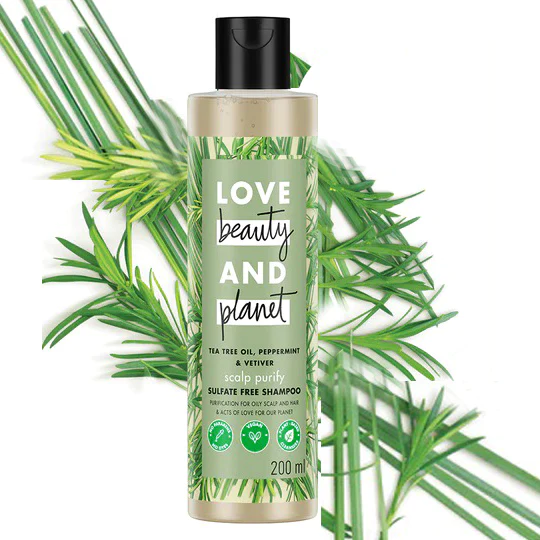 LOVE
beauty
AND
planet
TEA TREE OIL, PEPPERMINT
& VETIVER
scalp purify
SULFATE FREE SHAMPOO
PURIFICATION FOR OILY SCALP AND HAIR
& ACTS OF LOVE FOR OUR PLANET
VEGAN
200 ml